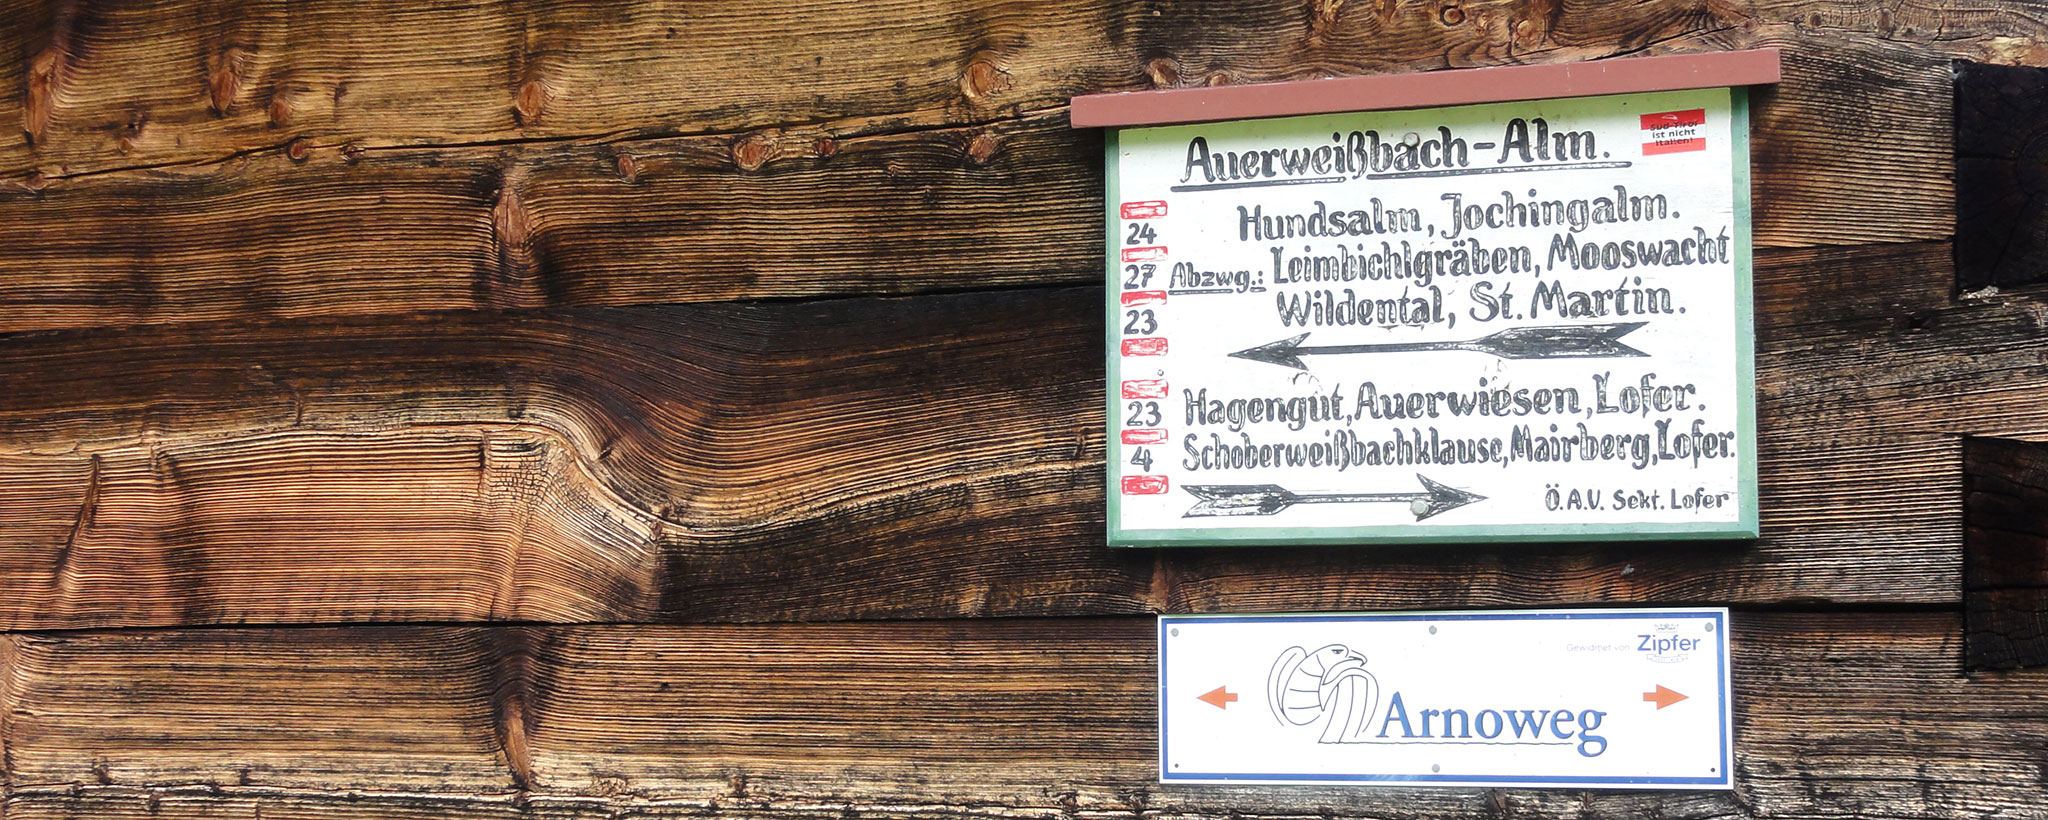 Auerweißbach-Alm.
Süd-Tirol
ist nicht
Italien!
24 Hundsalm, Jochingalm.
27 Abzwg.: Leimbichlgräben, Mooswacht
23 Wildental, St. Martin.
23 Hagengut, Auerwiesen, Lofer.
4 Schoberweißbachklause, Mairberg, Lofer.
Ö.A.V. Sekt. Lofer
Gewidmet von Zipfer
Arnoweg